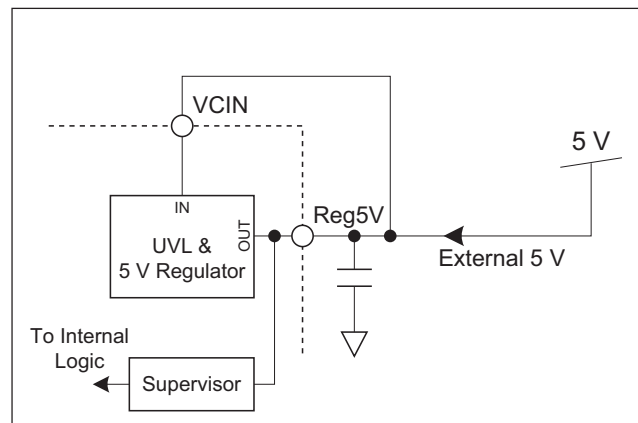 VCIN
5 V
IN
OUT
Reg5V
UVL &
5 V Regulator
External 5 V
To Internal
Logic
Supervisor